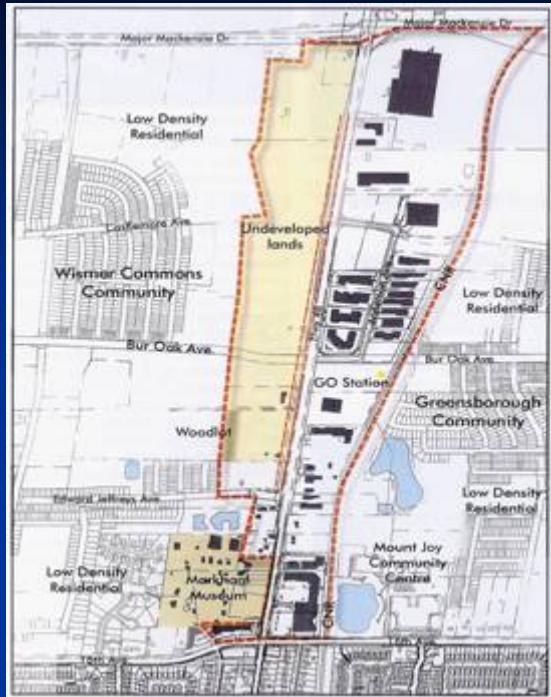 Major Mackenzie Dr
Major Mackenzie Dr
Low Density
Residential
Undeveloped
lands
Wismer Commons
Community
CNR
Low Density
Residential
Bur Oak Ave.
Bur Oak Ave.
GO Station
Greensborough
Community
Woodlot
Edward Jeffreys Ave.
Low Density
Residential
Low Density
Residential
Markham
Museum
Mount Joy
Community
Centre
CNR
16th Ave.
16th Ave.